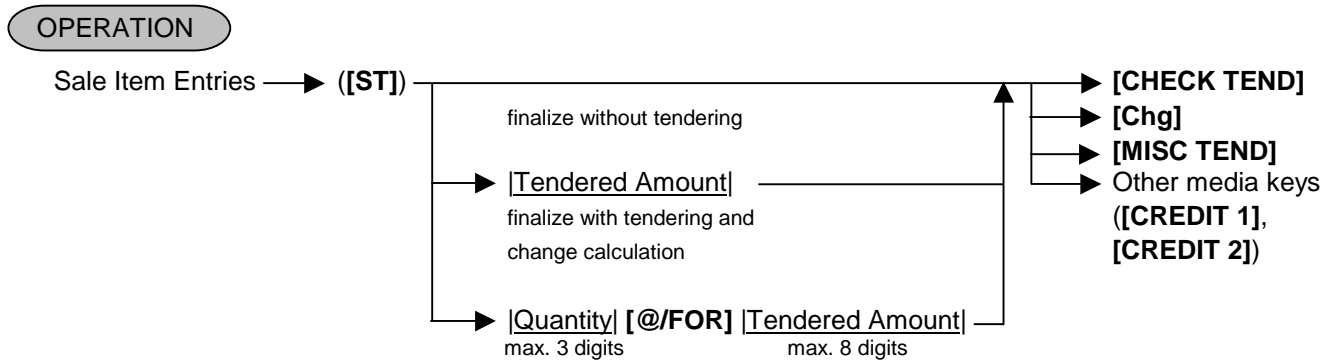 OPERATION
Sale Item Entries ([ST]) [CHECK TEND]
finalize without tendering [Chg]
[MISC TEND]
|Tendered Amount| Other media keys
finalize with tendering and ([CREDIT 1],
change calculation [CREDIT 2])
|Quantity| [@/FOR] |Tendered Amount|
max. 3 digits max. 8 digits